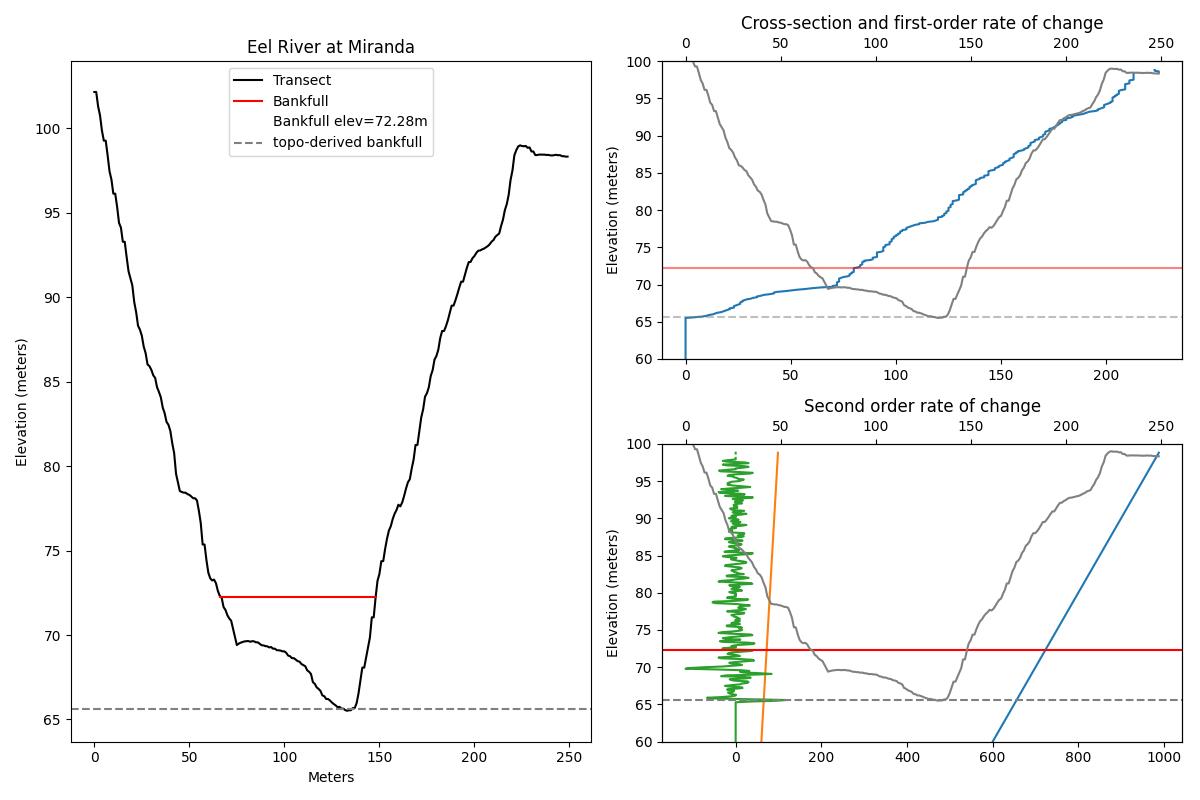 Eel River at Miranda
Transect
Bankfull
Bankfull elev=72.28m
topo-derived bankfull
Elevation (meters)
100
95
90
85
80
75
70
65
0 50 100 150 200 250
Meters
Cross-section and first-order rate of change
0 50 100 150 200 250
Elevation (meters)
100
95
90
85
80
75
70
65
60
0 50 100 150 200
Second order rate of change
0 50 100 150 200 250
Elevation (meters)
100
95
90
85
80
75
70
65
60
0 200 400 600 800 1000